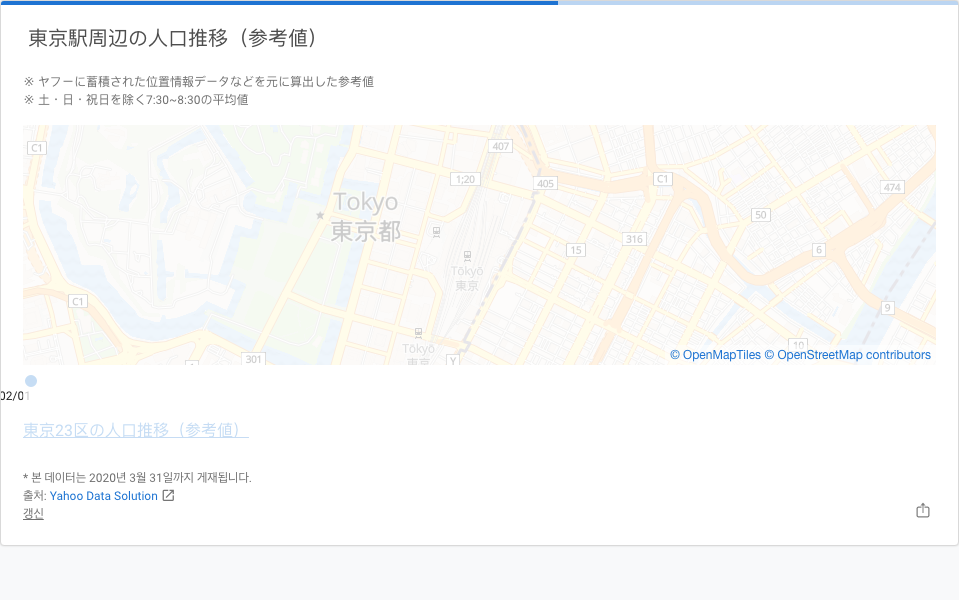 東京駅周辺の人口推移（参考値）
※ ヤフーに蓄積された位置情報データなどを元に算出した参考値
※ 土・日・祝日を除く7:30~8:30の平均値
C1
407
1;20
405
C1
474
Tokyo
東京都
50
316
15
6
Tōkyō
東京
C1
9
10
301
Tōkyō
東京
Y
© OpenMapTiles © OpenStreetMap contributors
02/01
東京23区の人口推移（参考値）
* 본 데이터는 2020년 3월 31일까지 게재됩니다.
출처: Yahoo Data Solution
갱신